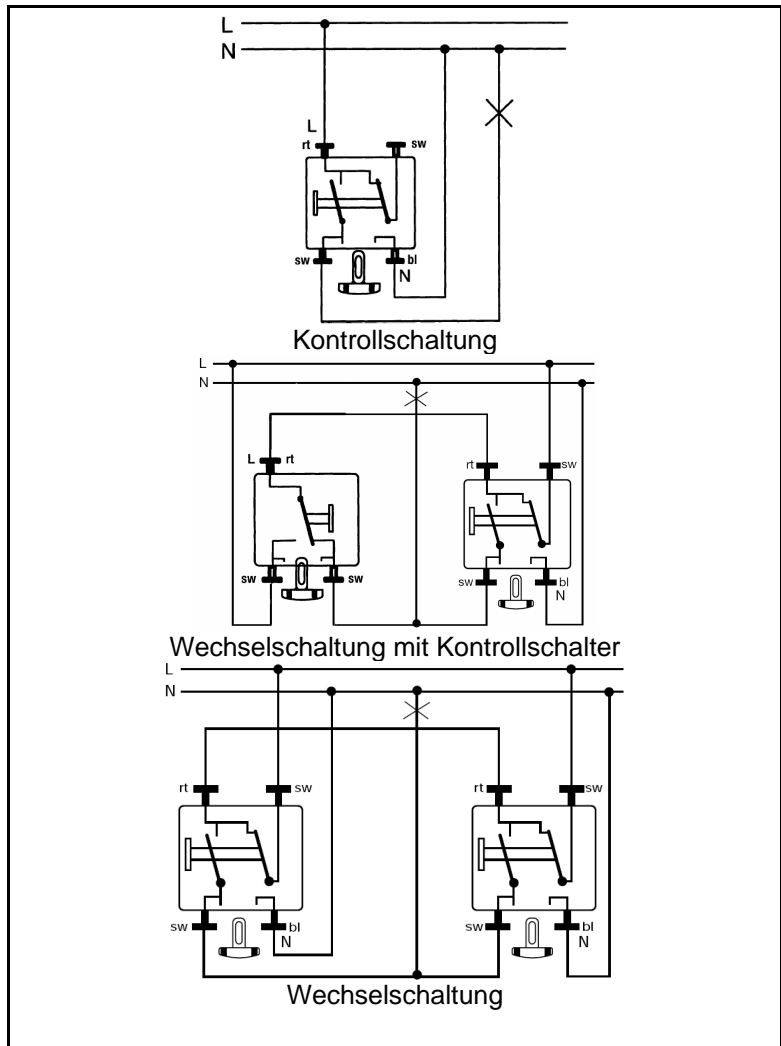 L
N
L
rt sw
sw bl
N
Kontrollschaltung
L
N
L rt rt sw
sw sw sw bl
N
Wechselschaltung mit Kontrollschalter
L
N
rt sw rt sw
sw bl sw bl
N N
Wechselschaltung